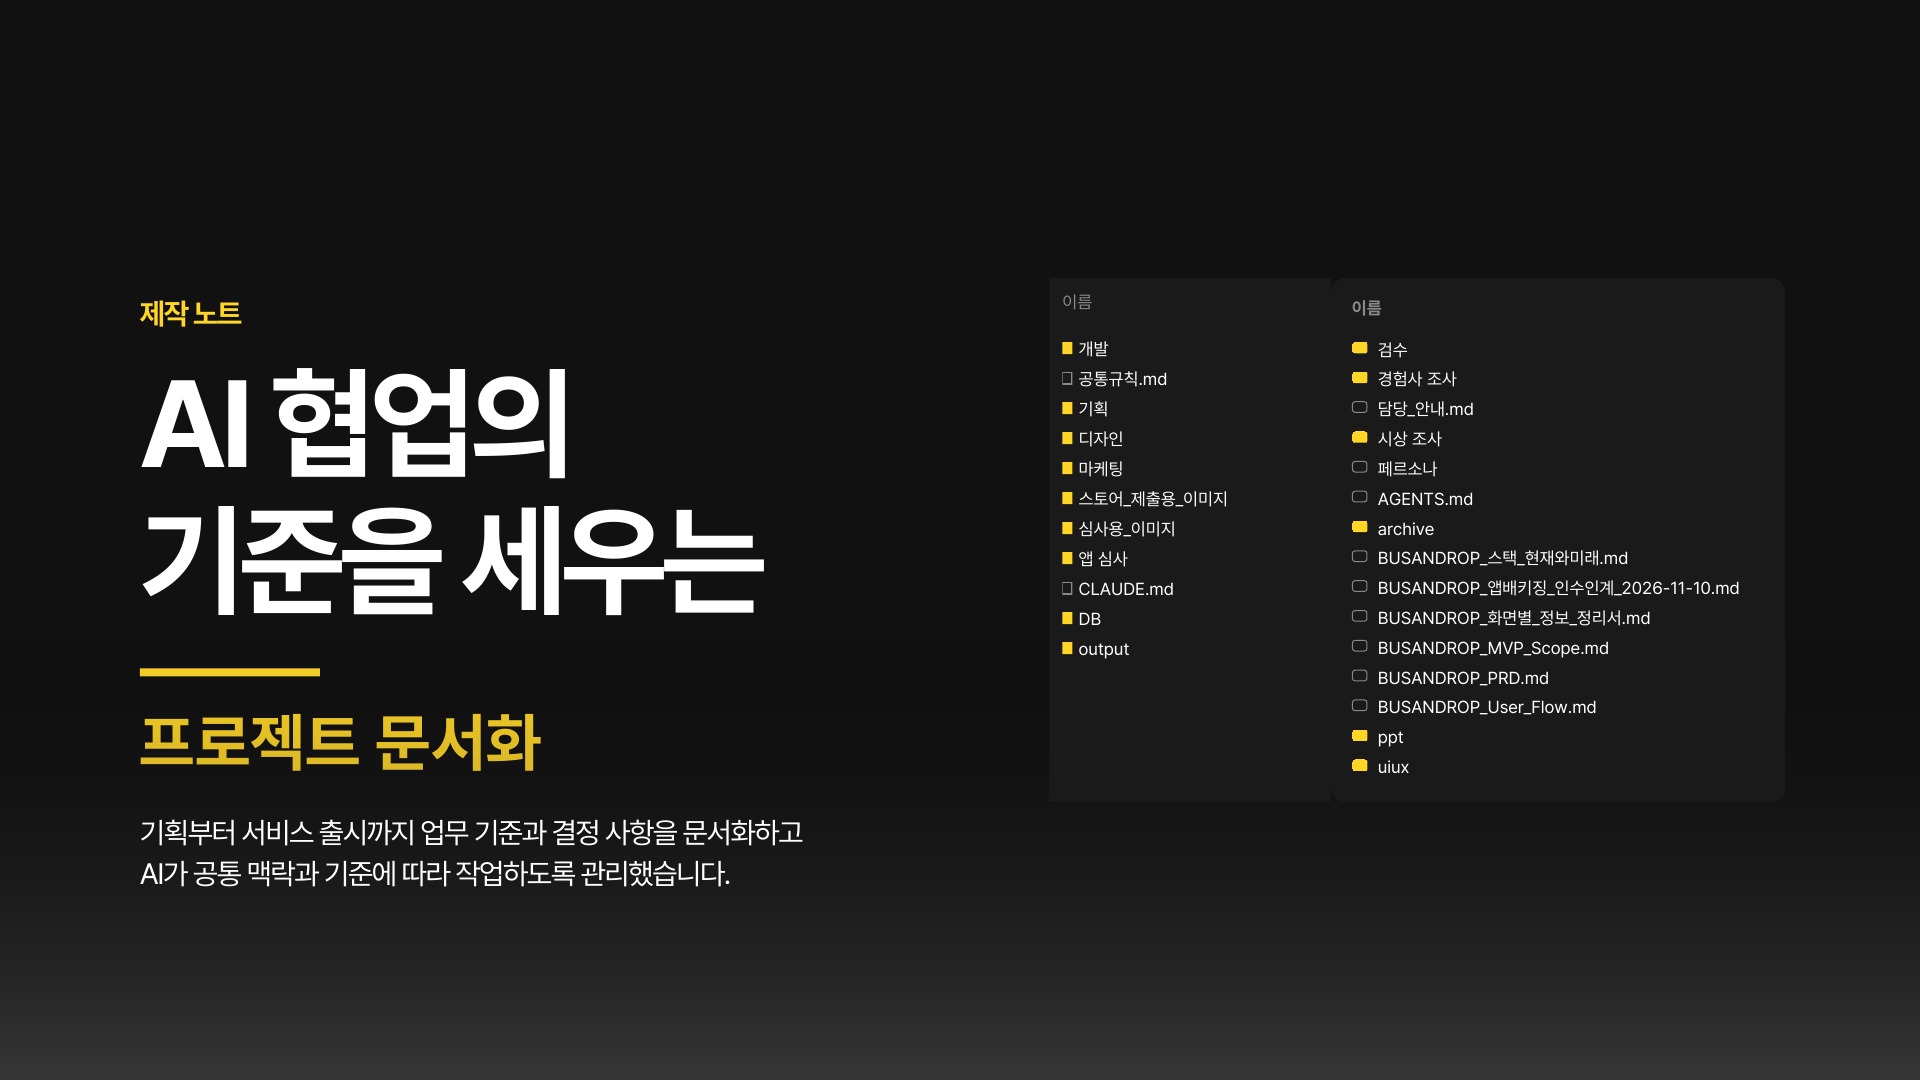 제작 노트
AI 협업의
기준을 세우는
프로젝트 문서화
기획부터 서비스 출시까지 업무 기준과 결정 사항을 문서화하고
AI가 공통 맥락과 기준에 따라 작업하도록 관리했습니다.
이름
개발
공통규칙.md
기획
디자인
마케팅
스토어_제출용_이미지
심사용_이미지
앱 심사
CLAUDE.md
DB
output
이름
검수
경험사 조사
담당_안내.md
시상 조사
페르소나
AGENTS.md
archive
BUSANDROP_스택_현재와미래.md
BUSANDROP_앱배키징_인수인계_2026-11-10.md
BUSANDROP_화면별_정보_정리서.md
BUSANDROP_MVP_Scope.md
BUSANDROP_PRD.md
BUSANDROP_User_Flow.md
ppt
uiux